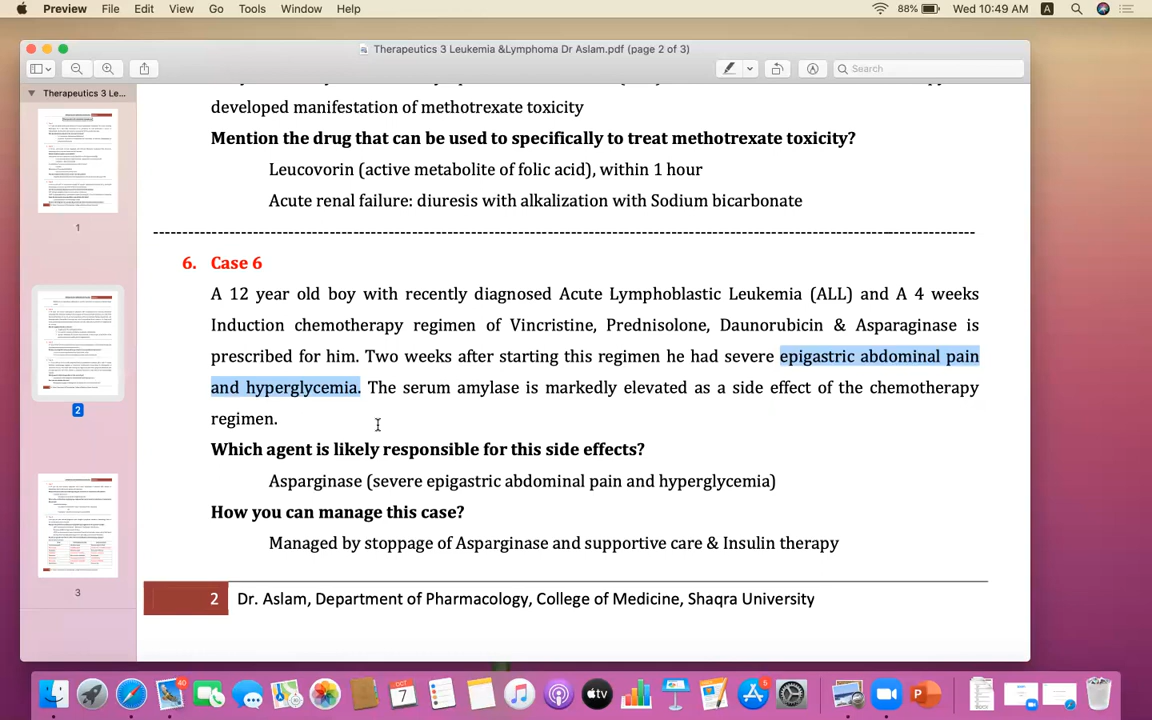 Preview File Edit View Go Tools Window Help 88% Wed 10:49 AM A
Therapeutics 3 Leukemia &Lymphoma Dr Aslam.pdf (page 2 of 3)
Search
Therapeutics 3 Le...
1
2
3
developed manifestation of methotrexate toxicity
Mention the drug that can be used to specifically to treat methotrexate toxicity?
Leucovorin (active metabolite of folic acid), within 1 hour
Acute renal failure: diuresis with alkalization with Sodium bicarbonate
6. Case 6
A 12 year old boy with recently diagnosed Acute Lymphoblastic Leukemia (ALL) and A 4 weeks
Induction chemotherapy regimen of Vincristine, Prednisolone, Daunorubicin & Asparaginase is
prescribed for him. Two weeks after starting this regimen he had severe epigastric abdominal pain
and hyperglycemia. The serum amylase is markedly elevated as a side effect of the chemotherapy
regimen.
Which agent is likely responsible for this side effects?
Asparginase (severe epigastric abdominal pain and hyperglycemia)
How you can manage this case?
Managed by stoppage of Asparginase and supportive care & Insulin therapy
2 Dr. Aslam, Department of Pharmacology, College of Medicine, Shaqra University
40
OCT
7
tv
5
P